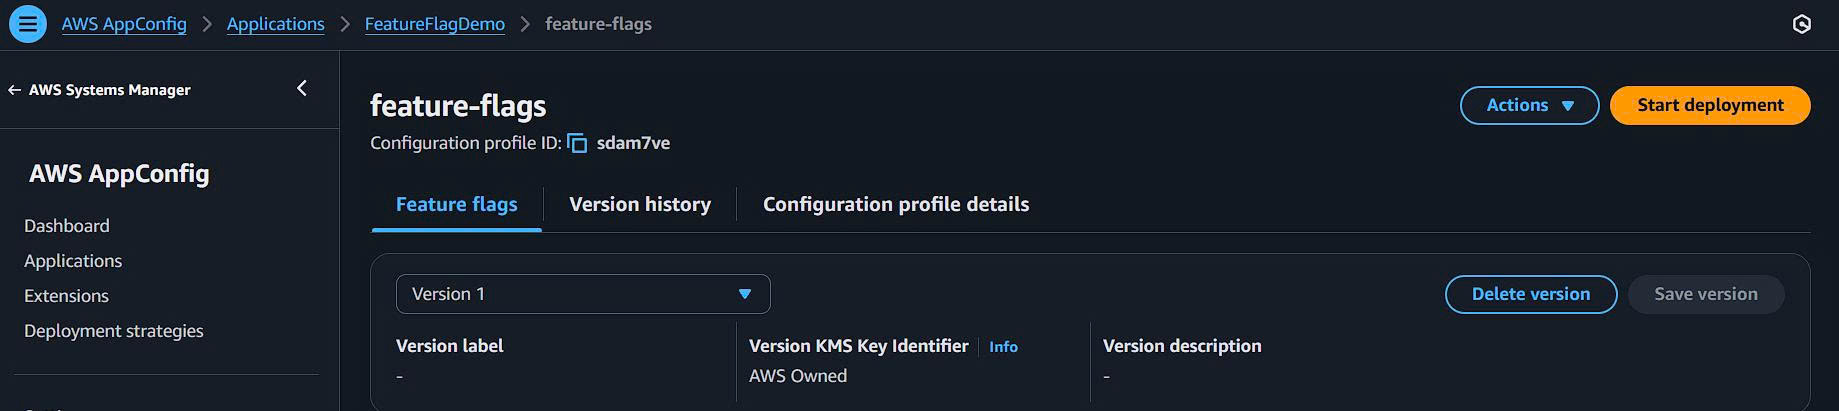 AWS AppConfig > Applications > FeatureFlagDemo > feature-flags
← AWS Systems Manager
AWS AppConfig
Dashboard
Applications
Extensions
Deployment strategies
feature-flags
Actions
Start deployment
Configuration profile ID: sdam7ve
Feature flags
Version history
Configuration profile details
Version 1
Delete version
Save version
Version label
-
Version KMS Key Identifier
Info
AWS Owned
Version description
-